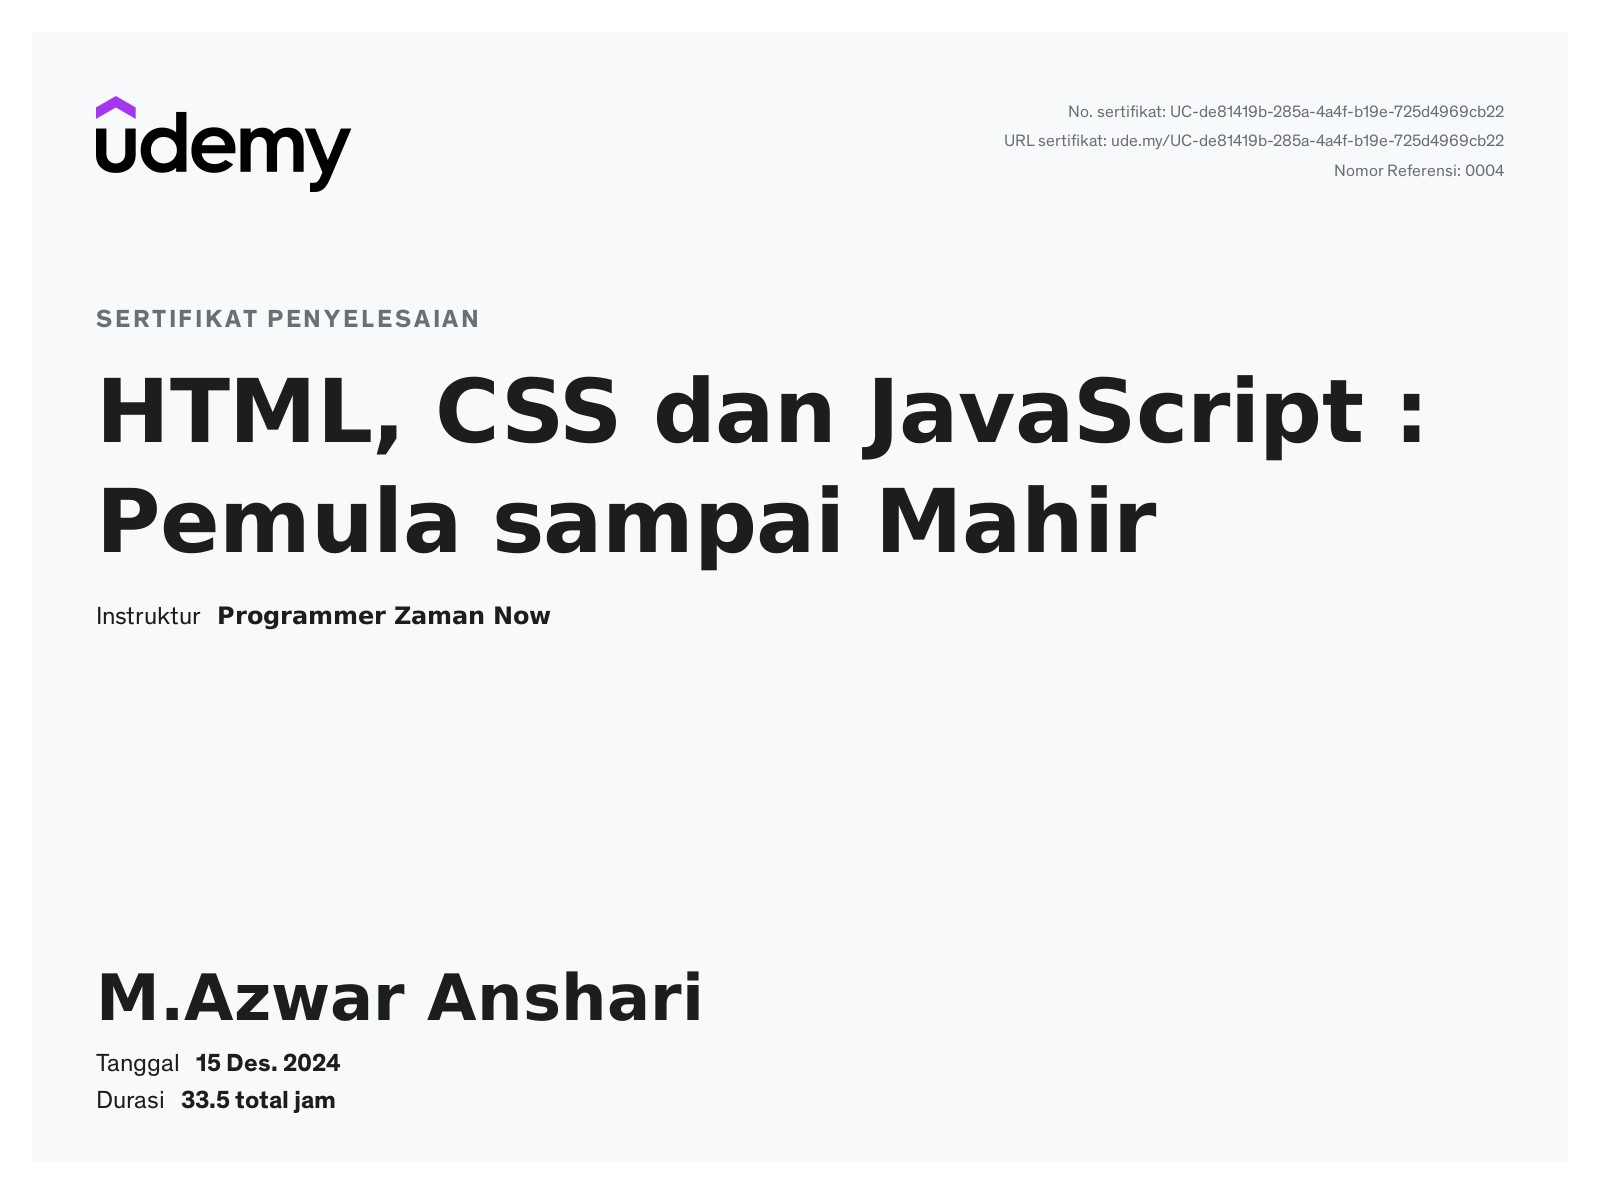 udemy
No. sertifikat: UC-de81419b-285a-4a4f-b19e-725d4969cb22
URL sertifikat: ude.my/UC-de81419b-285a-4a4f-b19e-725d4969cb22
Nomor Referensi: 0004
SERTIFIKAT PENYELESAIAN
HTML, CSS dan JavaScript :
Pemula sampai Mahir
Instruktur Programmer Zaman Now
M.Azwar Anshari
Tanggal 15 Des. 2024
Durasi 33.5 total jam